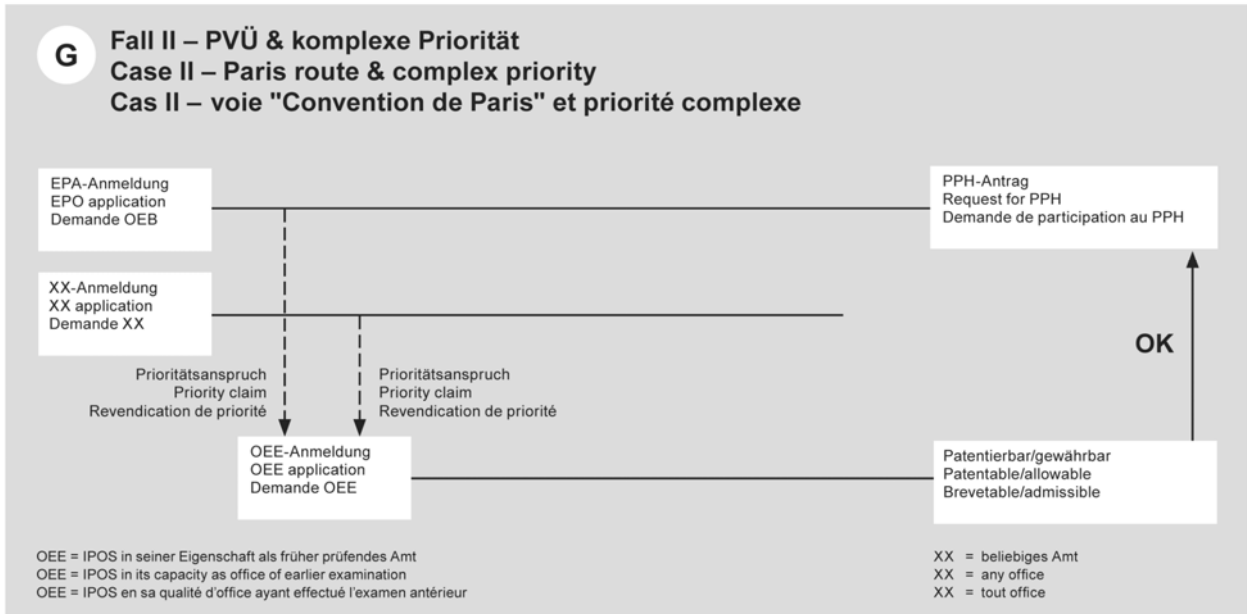 G
Fall II – PVÜ & komplexe Priorität
Case II – Paris route & complex priority
Cas II – voie "Convention de Paris" et priorité complexe
EPA-Anmeldung
EPO application
Demande OEB
PPH-Antrag
Request for PPH
Demande de participation au PPH
XX-Anmeldung
XX application
Demande XX
OK
Prioritätsanspruch
Priority claim
Revendication de priorité
Prioritätsanspruch
Priority claim
Revendication de priorité
OEE-Anmeldung
OEE application
Demande OEE
Patentierbar/gewährbar
Patentable/allowable
Brevetable/admissible
OEE = IPOS in seiner Eigenschaft als früher prüfendes Amt
OEE = IPOS in its capacity as office of earlier examination
OEE = IPOS en sa qualité d'office ayant effectué l'examen antérieur
XX = beliebiges Amt
XX = any office
XX = tout office